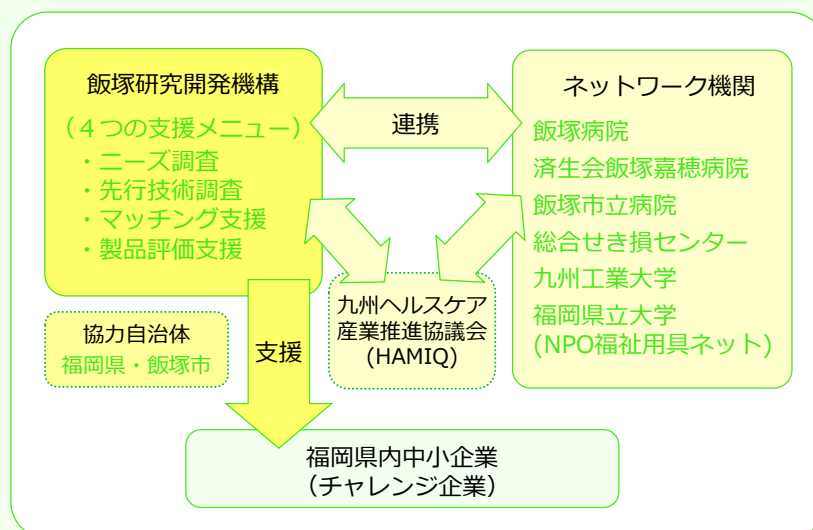 飯塚研究開発機構
(４つの支援メニュー)
・ニーズ調査
・先行技術調査
・マッチング支援
・製品評価支援
連携
ネットワーク機関
飯塚病院
済生会飯塚嘉穂病院
飯塚市立病院
総合せき損センター
九州工業大学
福岡県立大学
(NPO福祉用具ネット)
九州ヘルスケア
産業推進協議会
(HAMIQ)
協力自治体
福岡県・飯塚市
支援
福岡県内中小企業
(チャレンジ企業)